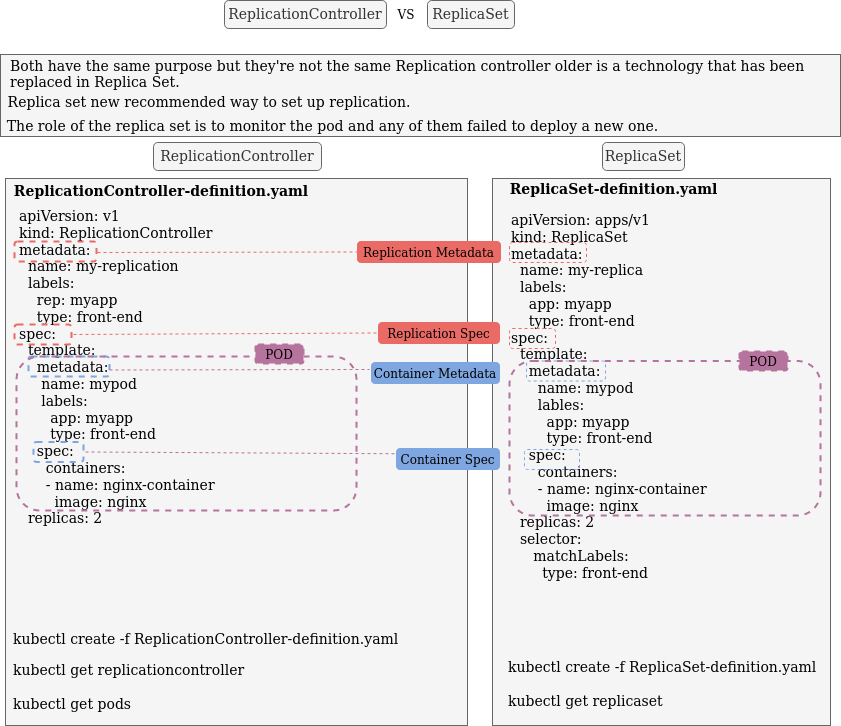 ReplicationController VS ReplicaSet
Both have the same purpose but they're not the same Replication controller older is a technology that has been
replaced in Replica Set.
Replica set new recommended way to set up replication.
The role of the replica set is to monitor the pod and any of them failed to deploy a new one.
ReplicationController
ReplicationController-definition.yaml
apiVersion: v1
kind: ReplicationController
metadata:
name: my-replication
labels:
rep: myapp
type: front-end
spec:
template:
POD
metadata:
name: mypod
labels:
app: myapp
type: front-end
spec:
containers:
- name: nginx-container
image: nginx
replicas: 2
kubectl create -f ReplicationController-definition.yaml
kubectl get replicationcontroller
kubectl get pods
Replication Metadata
Replication Spec
Container Metadata
Container Spec
ReplicaSet
ReplicaSet-definition.yaml
apiVersion: apps/v1
kind: ReplicaSet
metadata:
name: my-replica
labels:
app: myapp
type: front-end
spec:
template:
POD
metadata:
name: mypod
lables:
app: myapp
type: front-end
spec:
containers:
- name: nginx-container
image: nginx
replicas: 2
selector:
matchLabels:
type: front-end
kubectl create -f ReplicaSet-definition.yaml
kubectl get replicaset